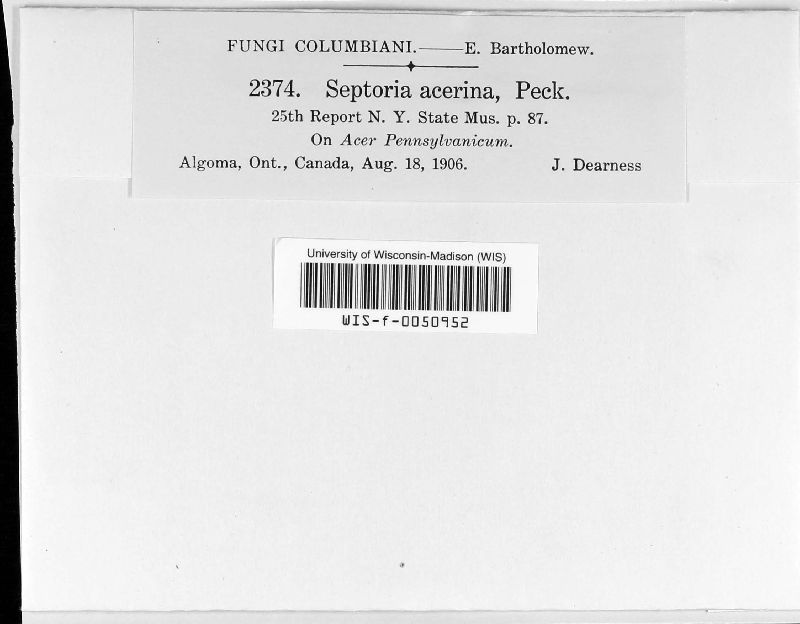 FUNGI COLUMBIANI.——E. Bartholomew.
2374. Septoria acerina, Peck.
25th Report N. Y. State Mus. p. 87.
On Acer Pennsylvanicum.
Algoma, Ont., Canada, Aug. 18, 1906. J. Dearness
University of Wisconsin-Madison (WIS)
WIS-f-0050952